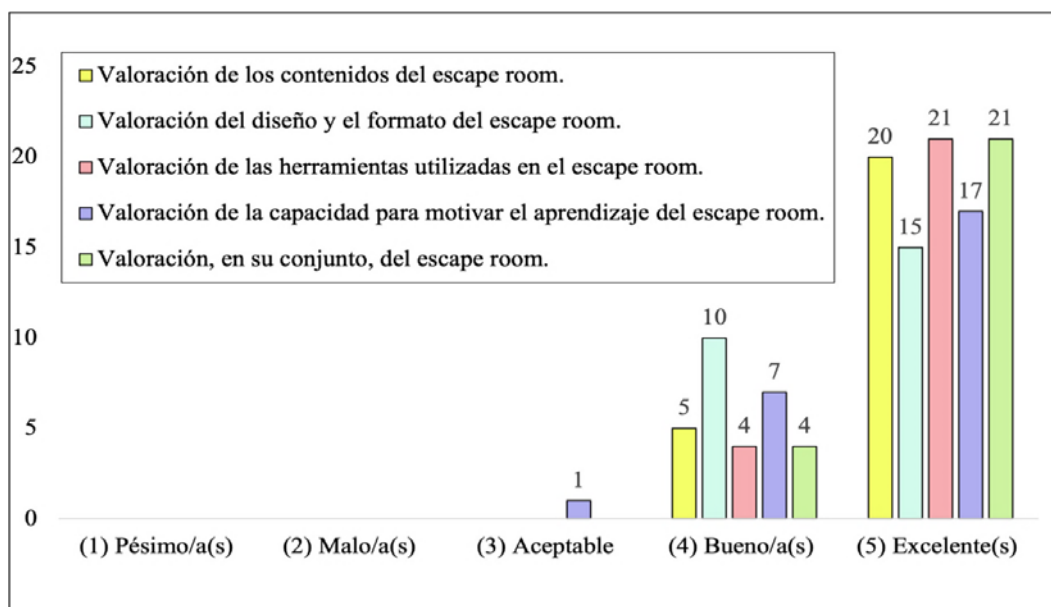 25
20
15
10
5
0
Valoración de los contenidos del escape room.
Valoración del diseño y el formato del escape room.
Valoración de las herramientas utilizadas en el escape room.
Valoración de la capacidad para motivar el aprendizaje del escape room.
Valoración, en su conjunto, del escape room.
1
5
10
4
7
4
20
15
21
17
21
(1) Pésimo/a(s)
(2) Malo/a(s)
(3) Aceptable
(4) Bueno/a(s)
(5) Excelente(s)